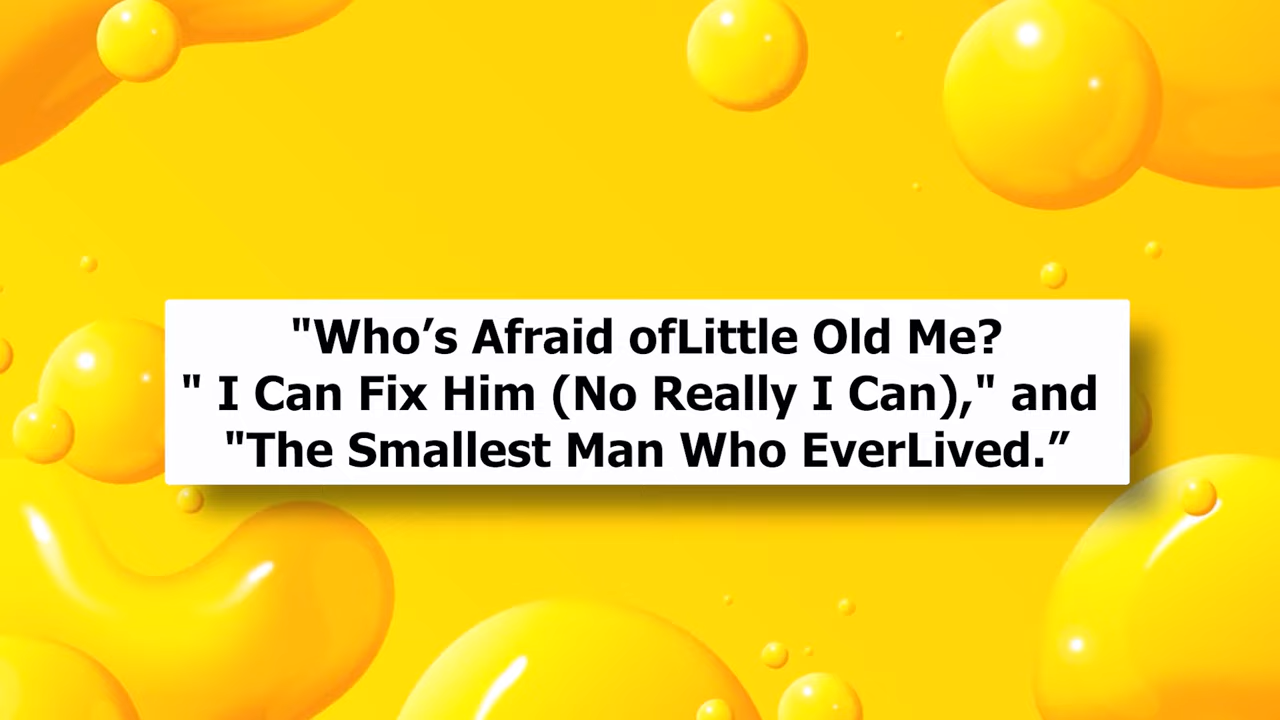 "Who’s Afraid ofLittle Old Me?
" I Can Fix Him (No Really I Can)," and
"The Smallest Man Who EverLived.”